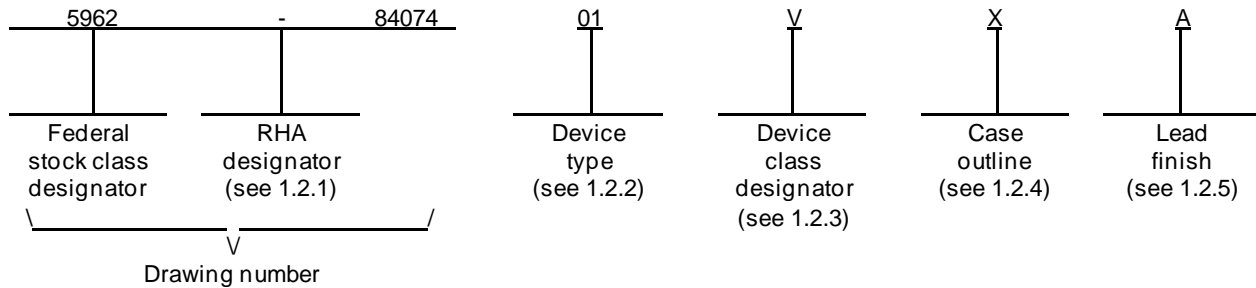 5962 - 84074 01 V X A
Federal stock class designator
RHA designator (see 1.2.1)
Device type (see 1.2.2)
Device class designator (see 1.2.3)
Case outline (see 1.2.4)
Lead finish (see 1.2.5)
\ /
\/
Drawing number